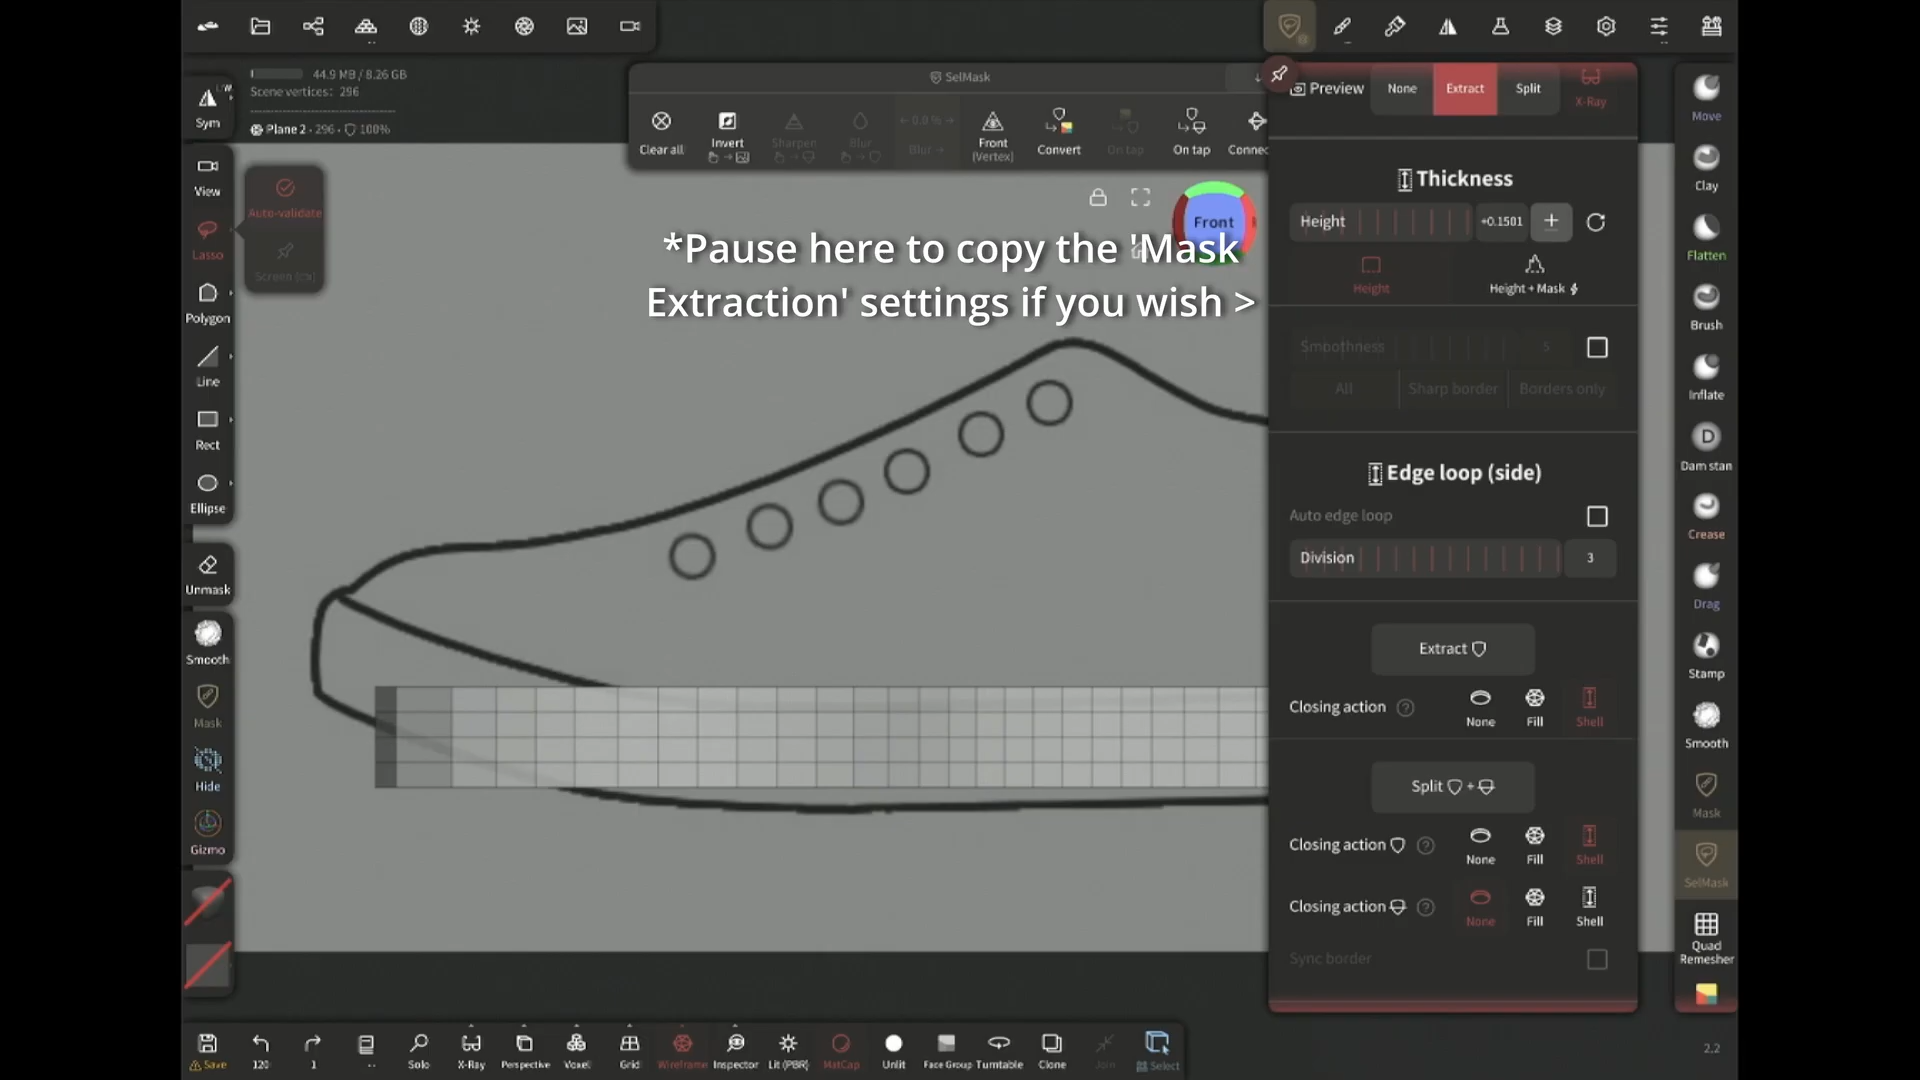 44.9 MB / 8.26 GB
Scene vertices: 296
Plane 2 · 296 · 100%
Sym
View
Lasso
Polygon
Line
Rect
Ellipse
Unmask
Smooth
Mask
Hide
Gizmo
Auto-validate
SelMask
Clear all
Invert
Sharpen
Blur
← 0.0 % →
Blur →
Front
(Vertex)
Convert
On tap
On tap
Connec
Front
*Pause here to copy the 'Mask
Extraction' settings if you wish >
Preview
None
Extract
Split
X-Ray
Thickness
Height
+0.1501
Height
Height + Mask
Smoothness
5
All
Sharp border
Borders only
Edge loop (side)
Auto edge loop
Division
3
Extract
Closing action
?
None
Fill
Shell
Split
+
Closing action
?
None
Fill
Shell
Closing action
?
None
Fill
Shell
Sync border
Move
Clay
Flatten
Brush
Inflate
D
Dam stan
Crease
Drag
Stamp
Smooth
Mask
SelMask
Quad
Remesher
Save
120
1
Solo
X-Ray
Perspective
Voxel
Grid
Wireframe
Inspector
Lit (PBR)
MatCap
Unlit
Face Group
Turntable
Clone
Join
Select
2.2